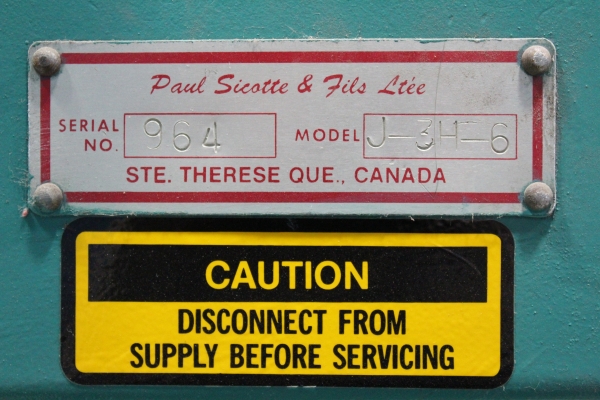 Paul Sicotte & Fils Ltée
SERIAL NO. 964 MODEL J-3H-6
STE. THERESE QUE., CANADA
CAUTION
DISCONNECT FROM
SUPPLY BEFORE SERVICING